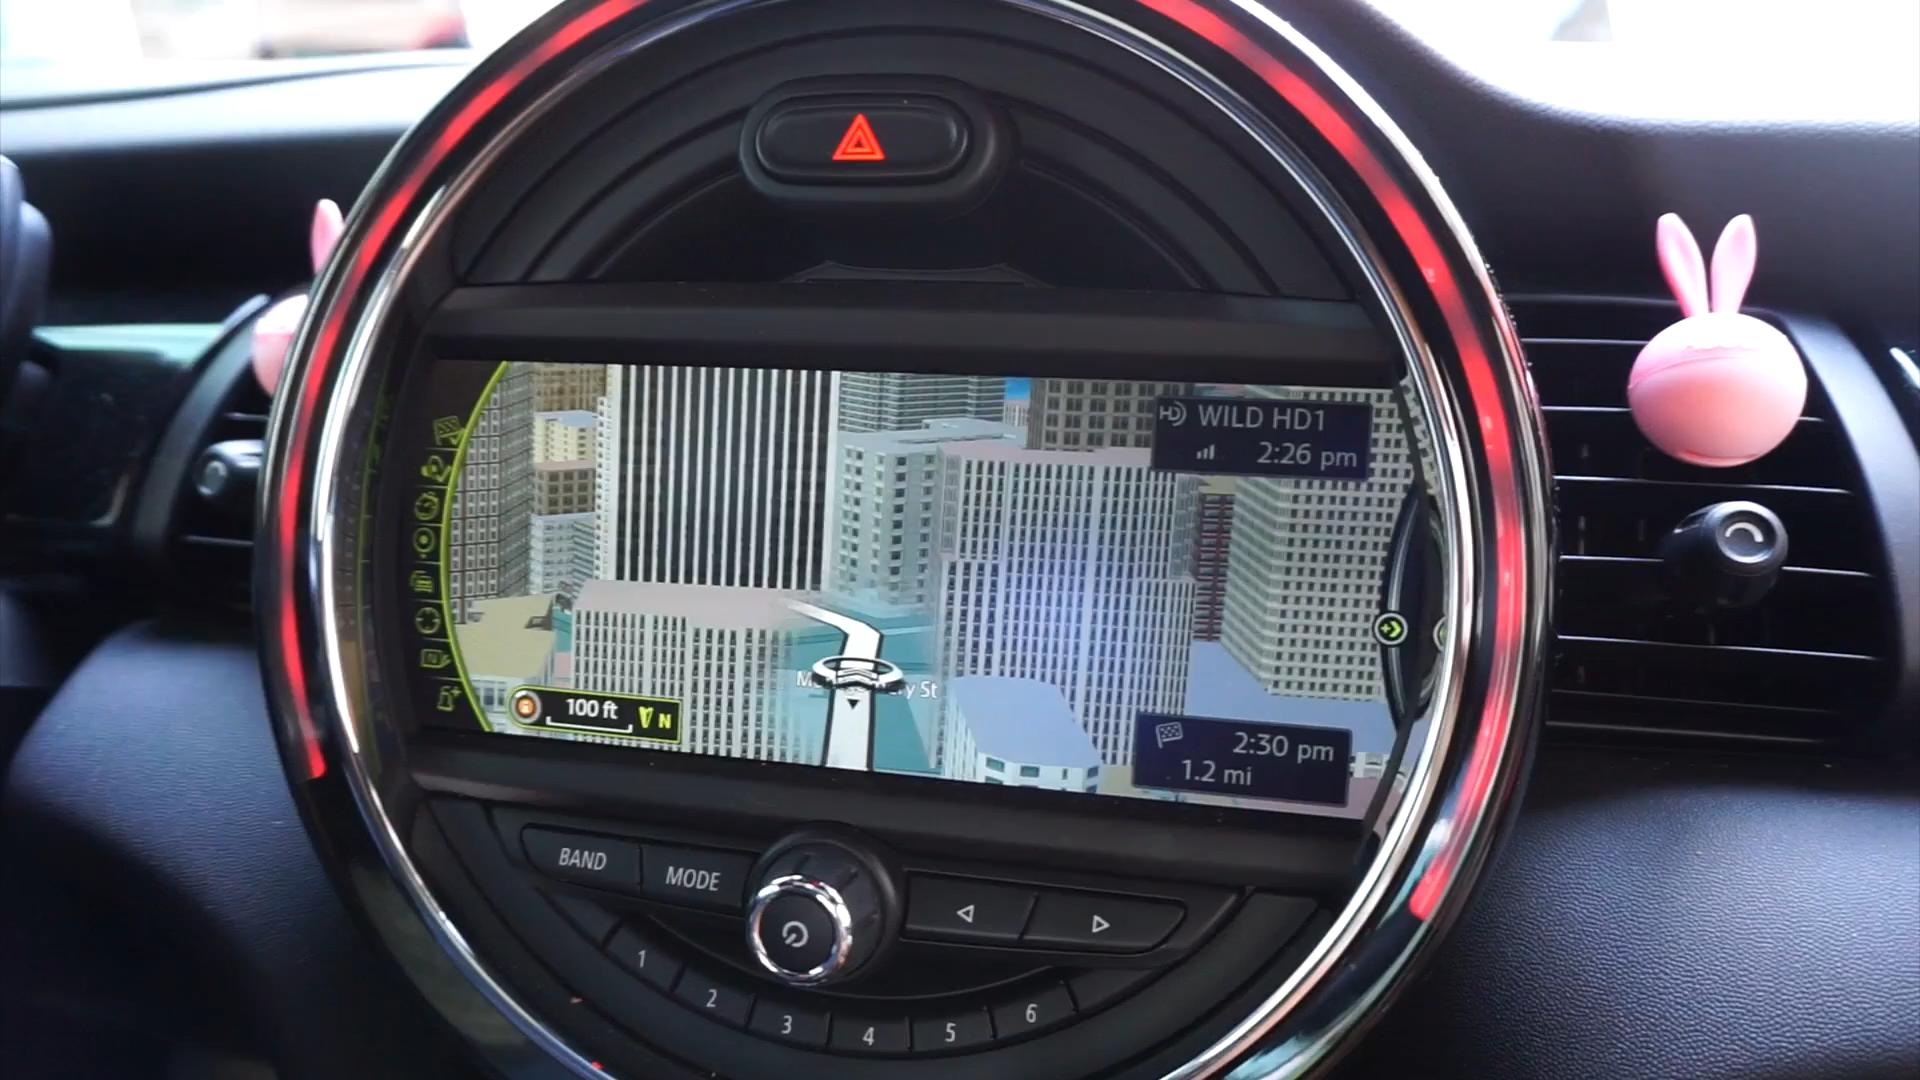 WILD HD1
2:26 pm
100 ft
N
2:30 pm
1.2 mi
BAND
MODE
1
2
3
4
5
6